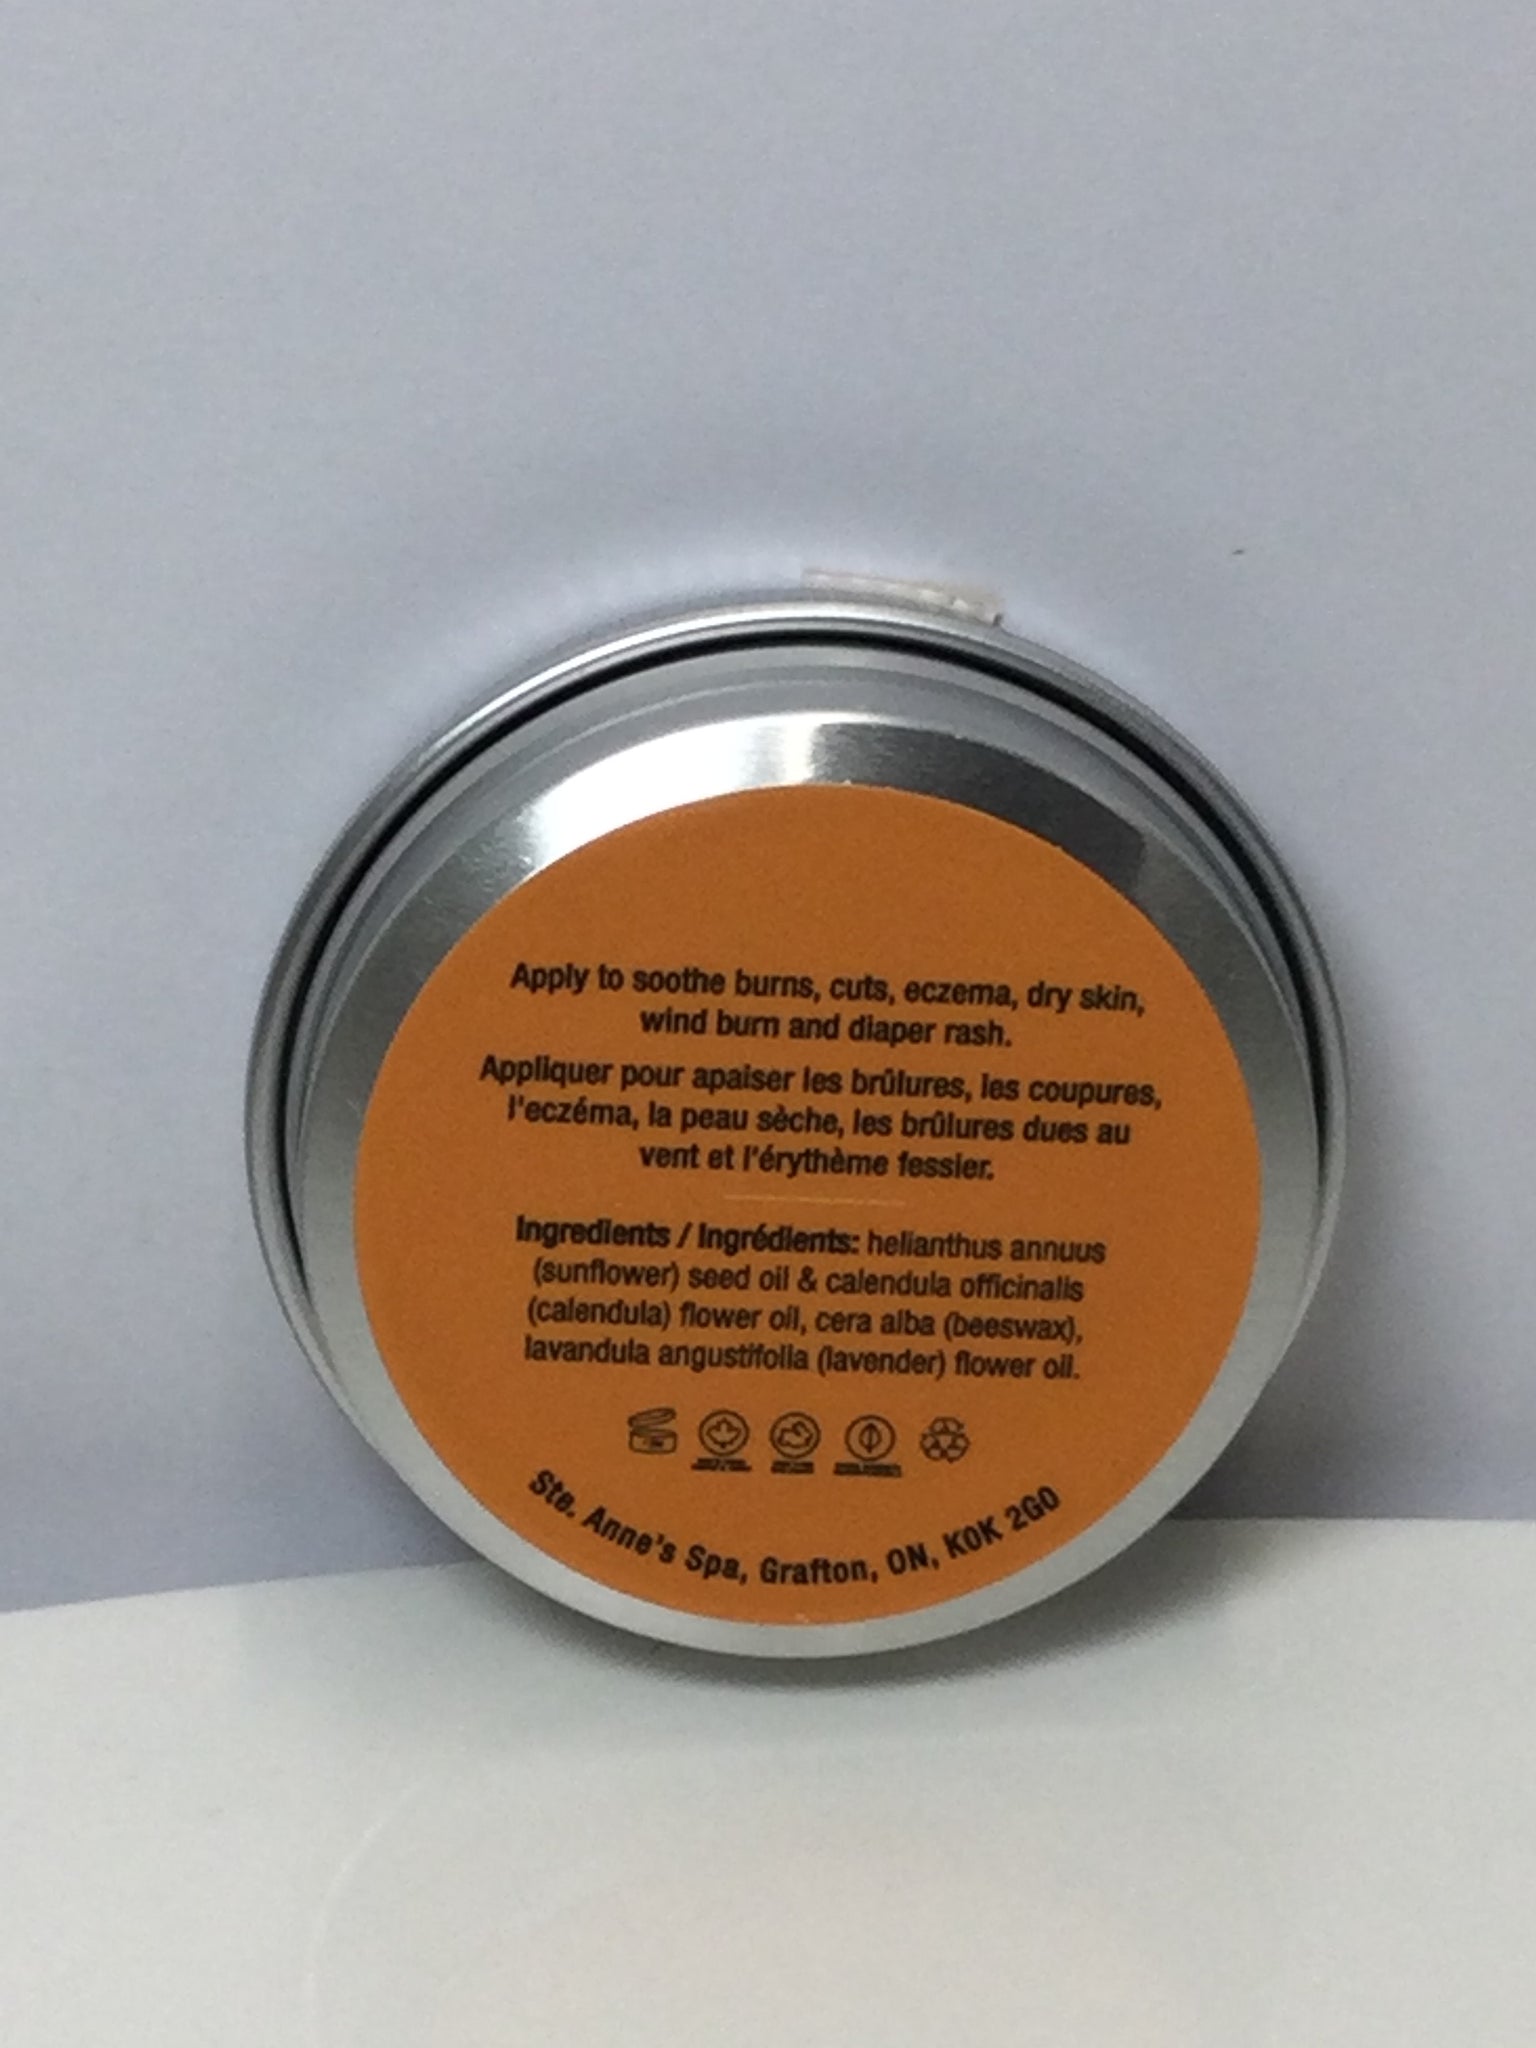 Apply to soothe burns, cuts, eczema, dry skin,
wind burn and diaper rash.
Appliquer pour apaiser les brûlures, les coupures,
l'eczéma, la peau sèche, les brûlures dues au
vent et l'érythème fessier.
Ingredients / Ingrédients: helianthus annuus
(sunflower) seed oil & calendula officinalis
(calendula) flower oil, cera alba (beeswax),
lavandula angustifolia (lavender) flower oil.
Ste. Anne's Spa, Grafton, ON, K0K 2G0